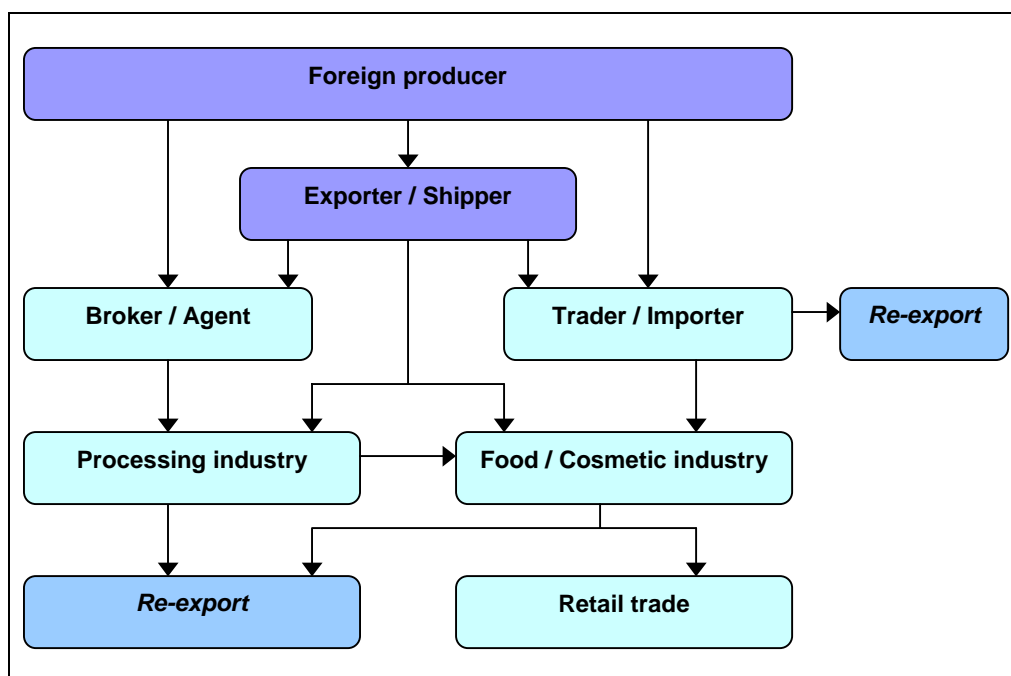 Foreign producer
Exporter / Shipper
Broker / Agent
Trader / Importer
Re-export
Processing industry
Food / Cosmetic industry
Re-export
Retail trade